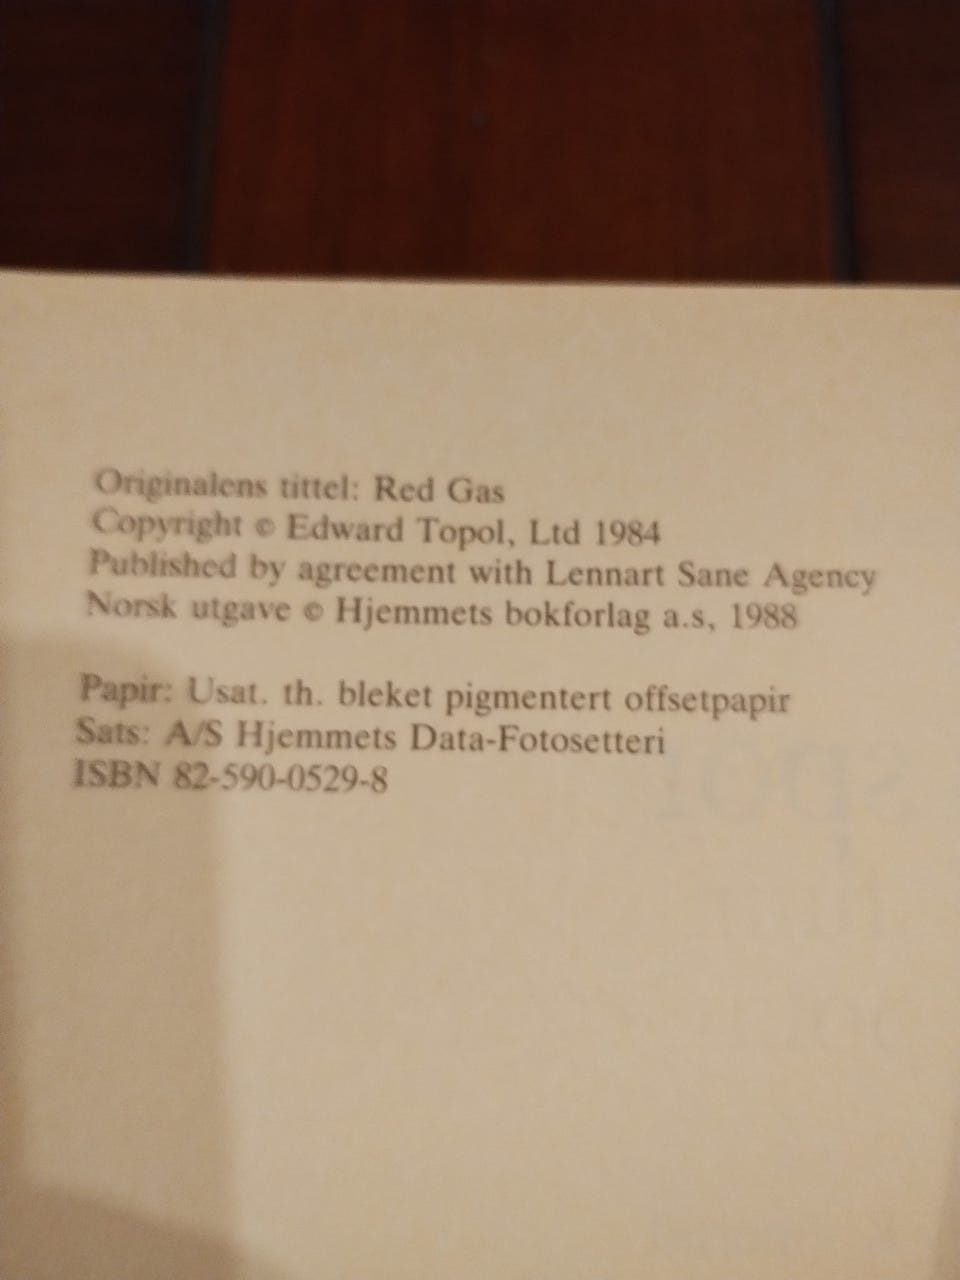 Originalens tittel: Red Gas
Copyright © Edward Topol, Ltd 1984
Published by agreement with Lennart Sane Agency
Norsk utgave © Hjemmets bokforlag a.s, 1988
Papir: Usat. th. bleket pigmentert offsetpapir
Sats: A/S Hjemmets Data-Fotosetteri
ISBN 82-590-0529-8